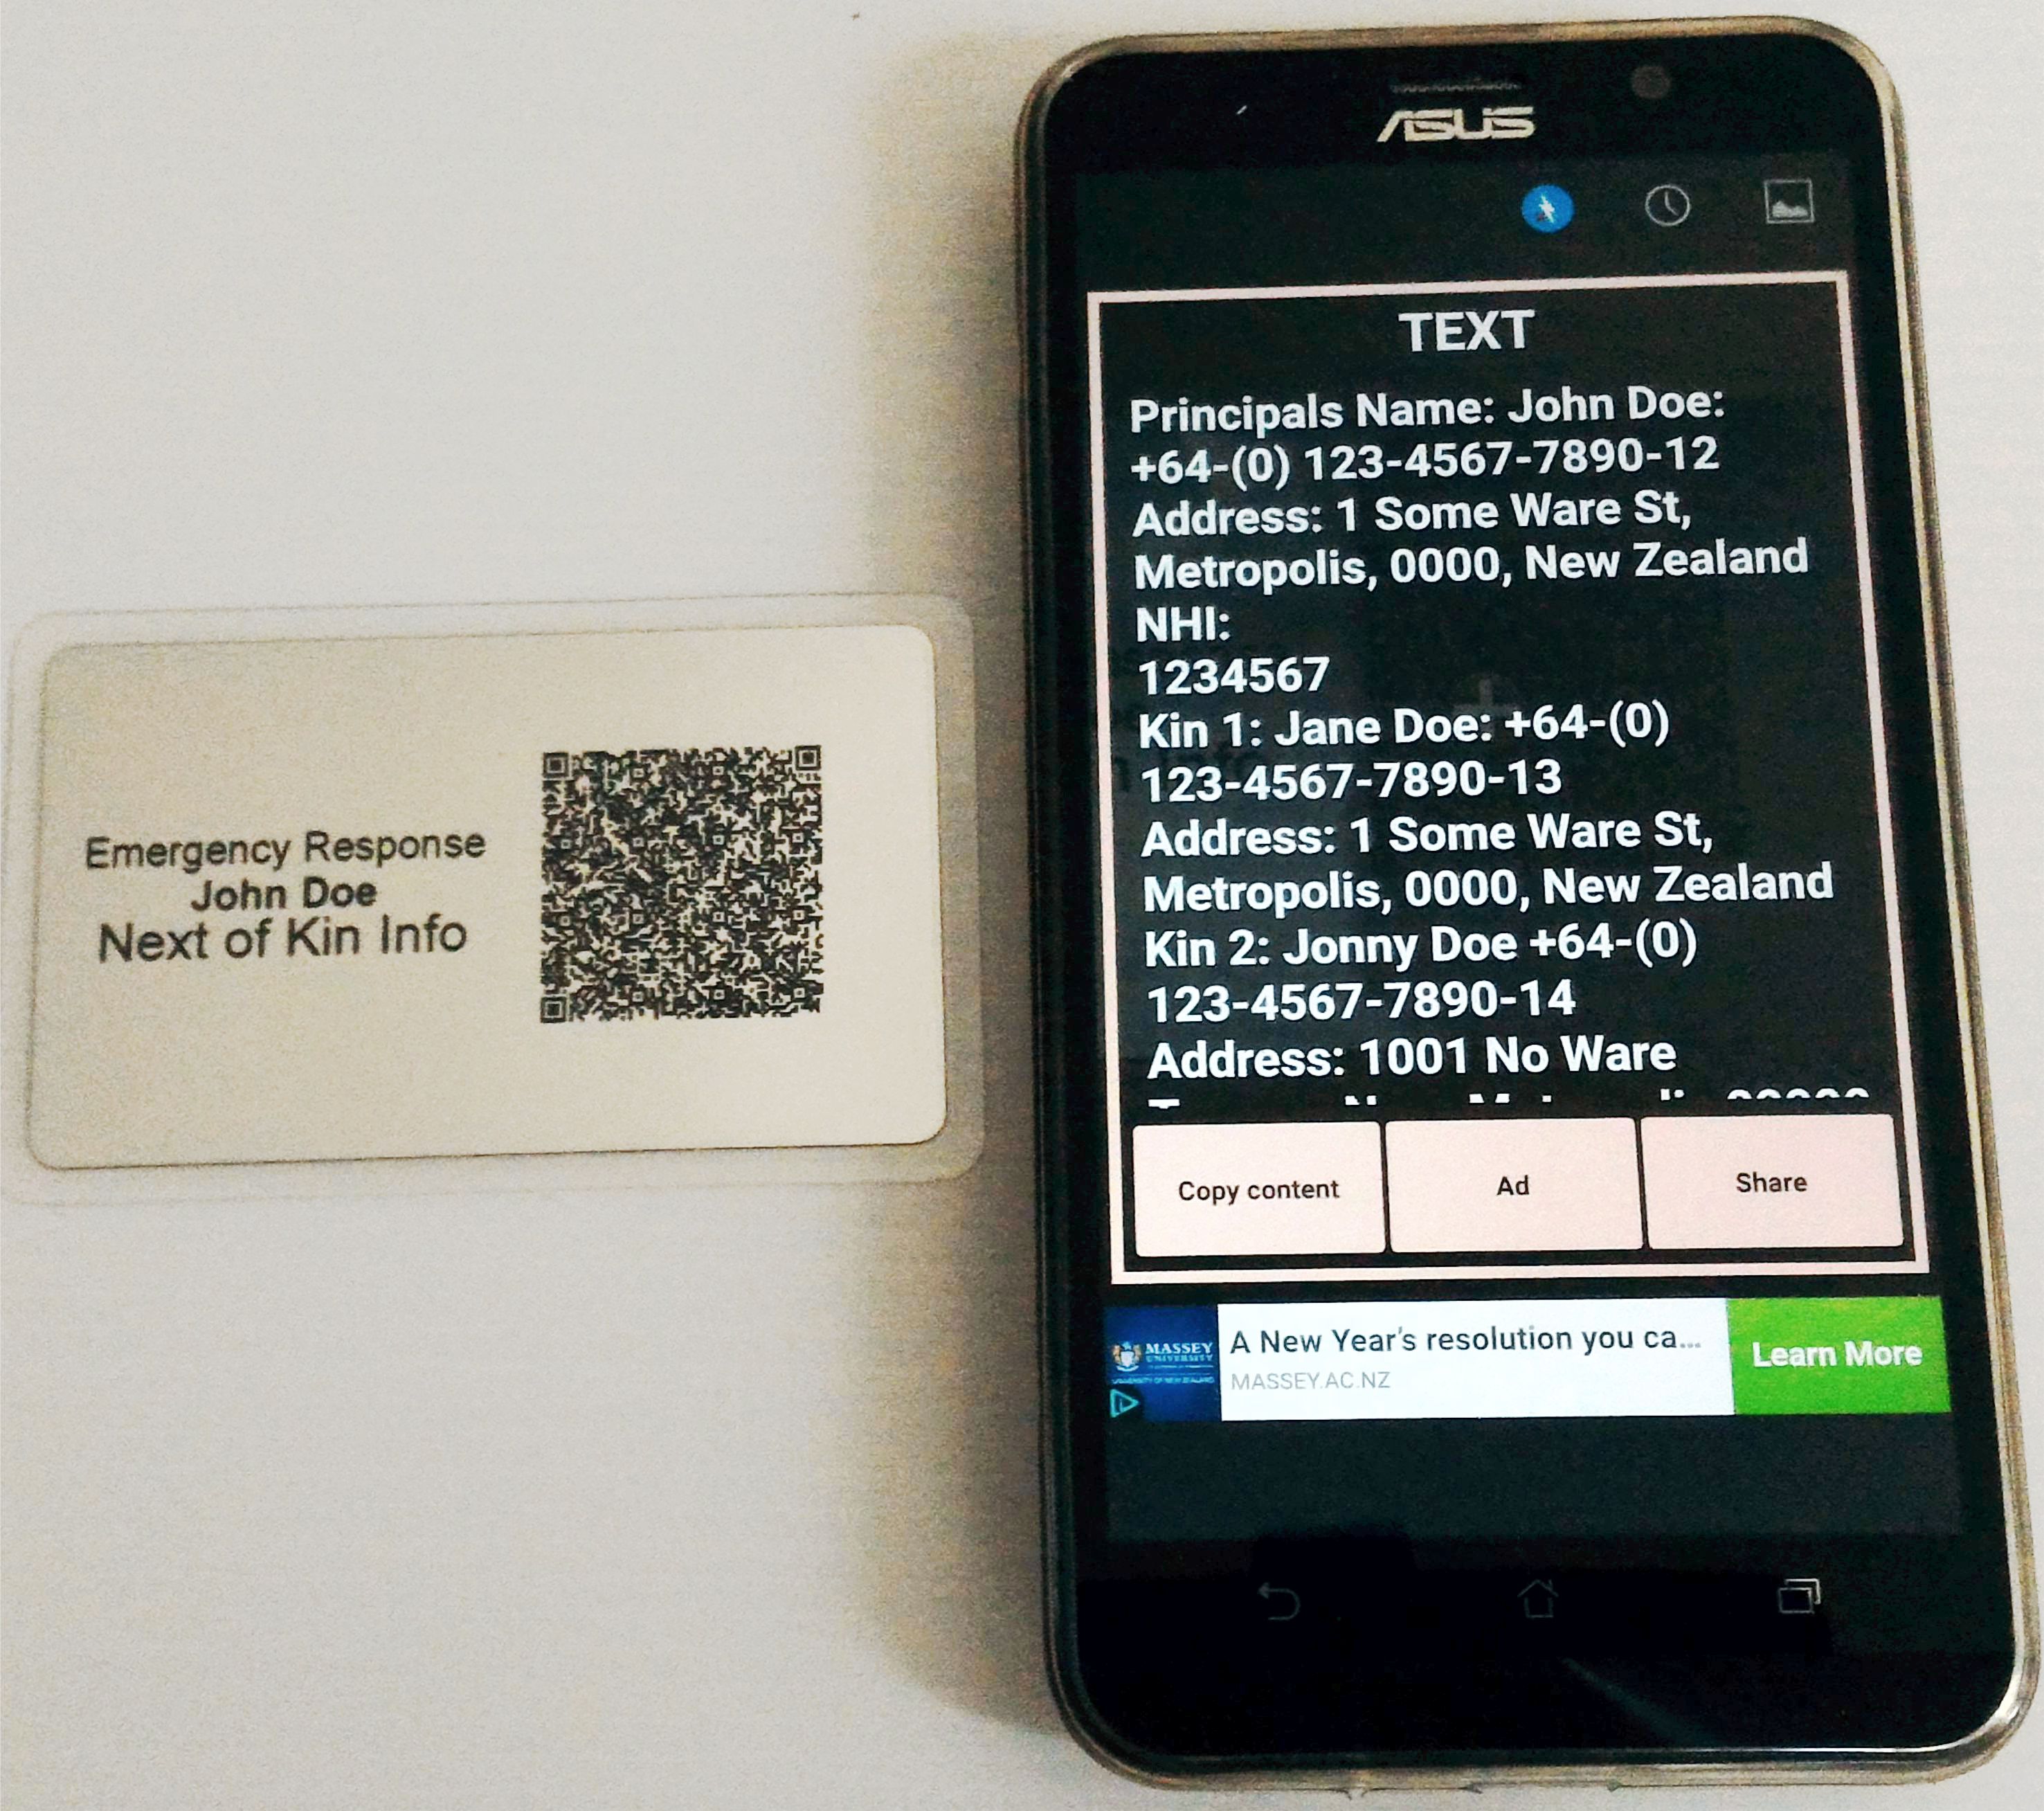 Emergency Response
John Doe
Next of Kin Info
ASUS
TEXT
Principals Name: John Doe:
+64-(0) 123-4567-7890-12
Address: 1 Some Ware St,
Metropolis, 0000, New Zealand
NHI:
1234567
Kin 1: Jane Doe: +64-(0)
123-4567-7890-13
Address: 1 Some Ware St,
Metropolis, 0000, New Zealand
Kin 2: Jonny Doe +64-(0)
123-4567-7890-14
Address: 1001 No Ware
Copy content
Ad
Share
MASSEY
UNIVERSITY
UNIVERSITY OF NEW ZEALAND
A New Year's resolution you ca...
MASSEY.AC.NZ
Learn More